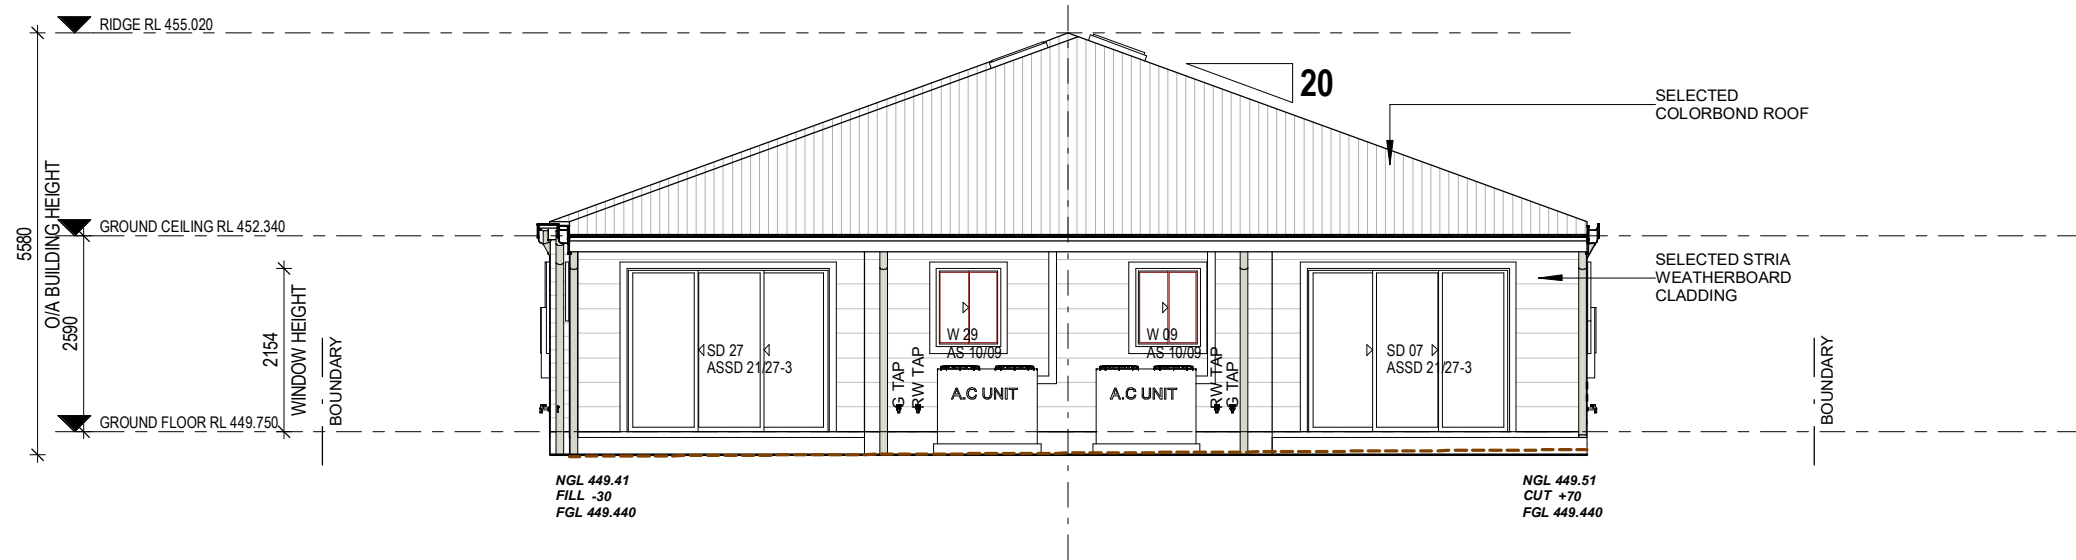 RIDGE RL 455.020
20
SELECTED
COLORBOND ROOF
GROUND CEILING RL 452.340
5580
O/A BUILDING HEIGHT
2590
2154
WINDOW HEIGHT
BOUNDARY
GROUND FLOOR RL 449.750
SELECTED STRIA
WEATHERBOARD
CLADDING
SD 27
ASSD 21/27-3
G TAP
RW TAP
W 29
AS 10/09
A.C UNIT
W 09
AS 10/09
A.C UNIT
RW TAP
G TAP
SD 07
ASSD 21/27-3
BOUNDARY
NGL 449.41
FILL -30
FGL 449.440
NGL 449.51
CUT +70
FGL 449.440